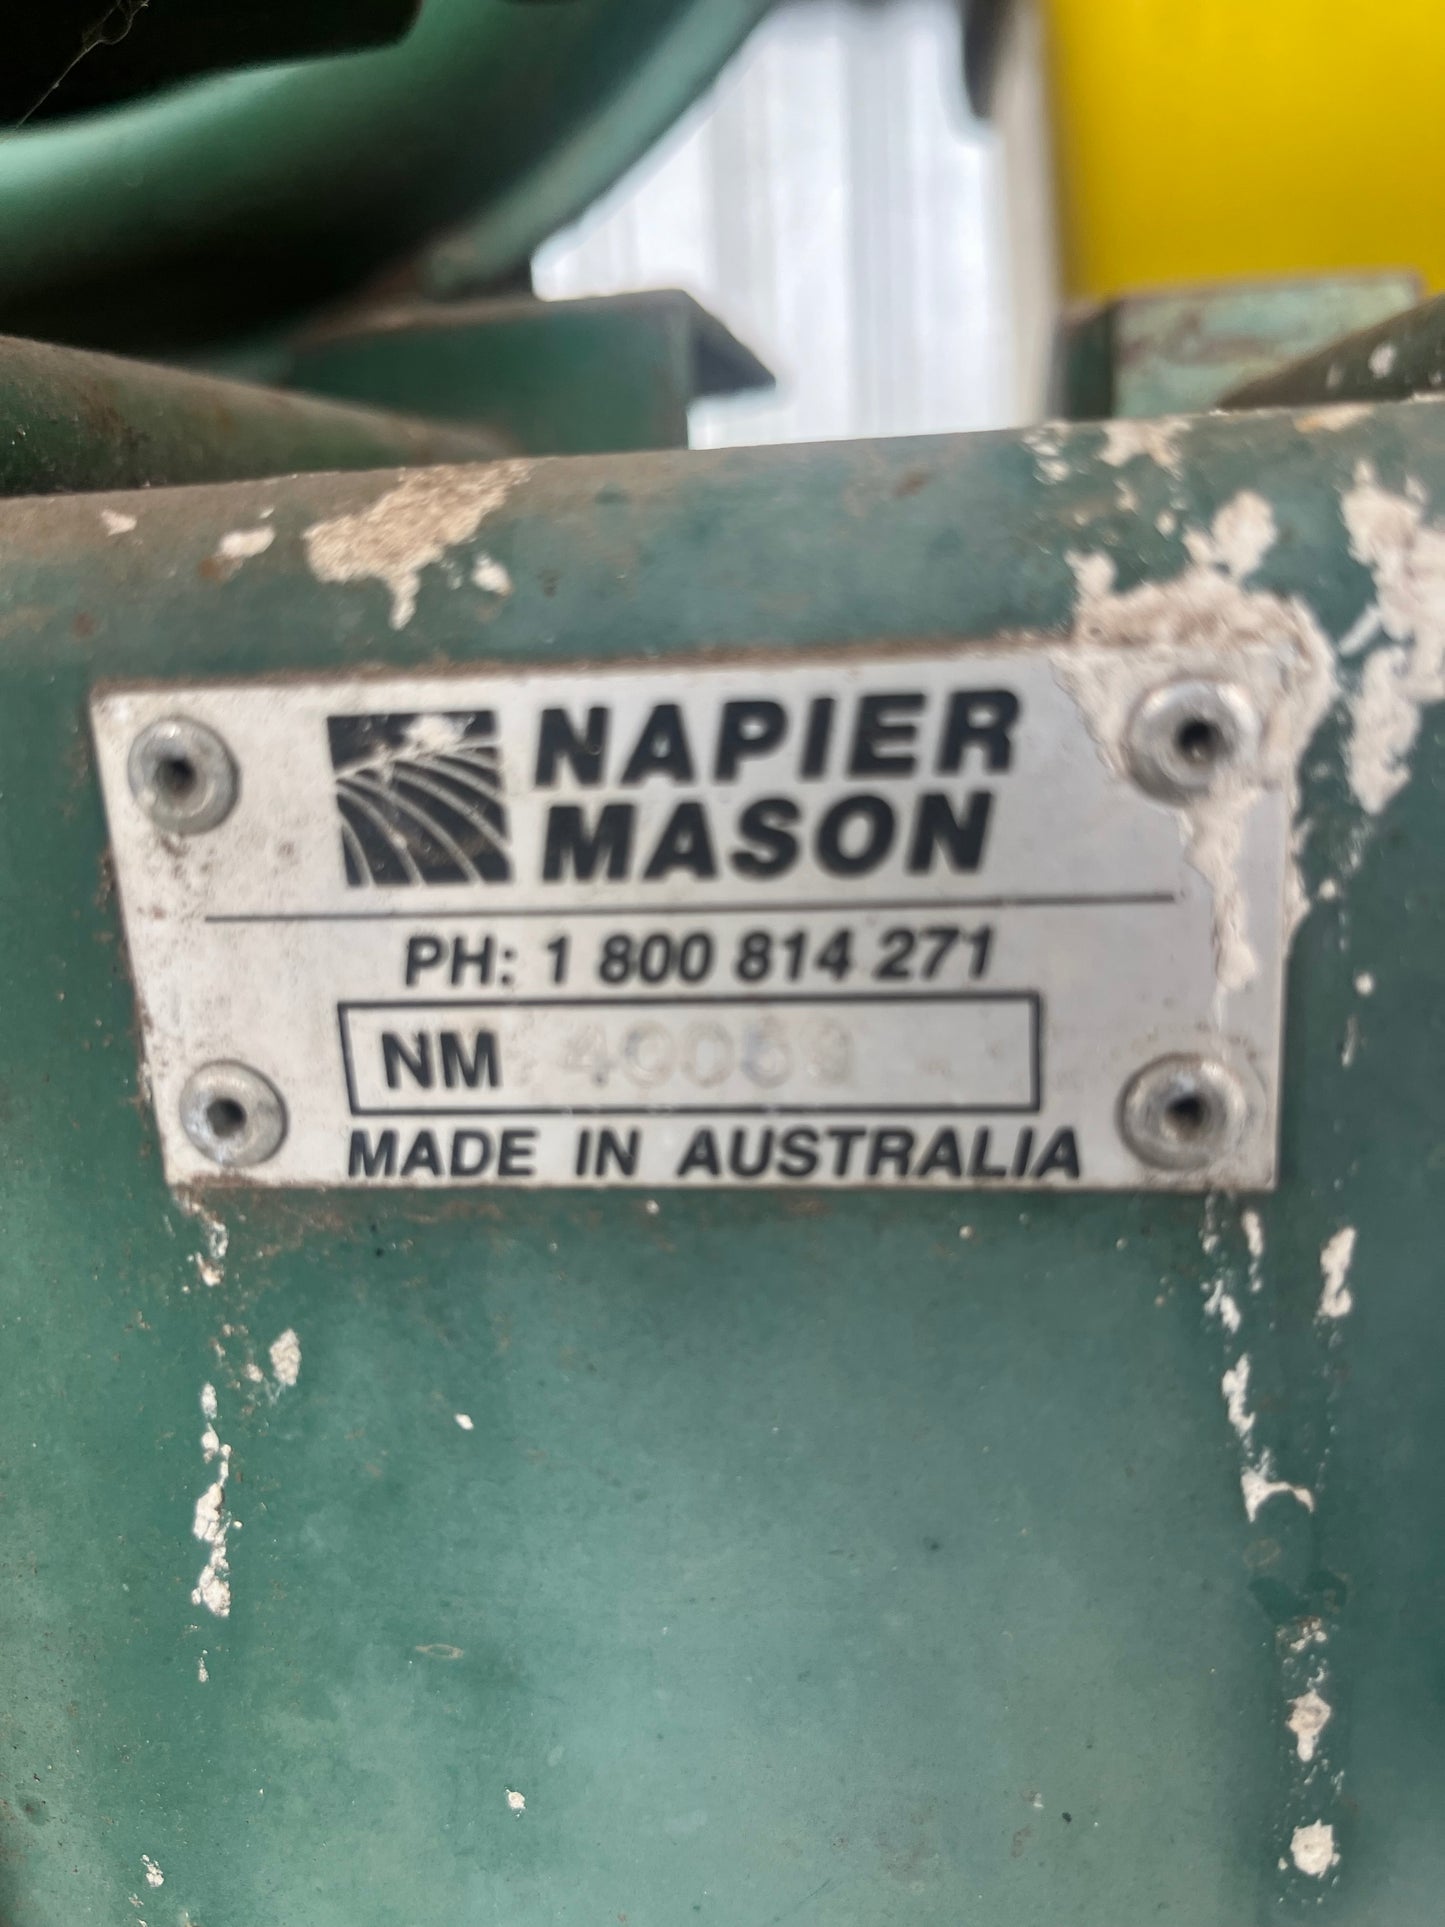 NAPIER
MASON
PH: 1 800 814 271
NM
MADE IN AUSTRALIA